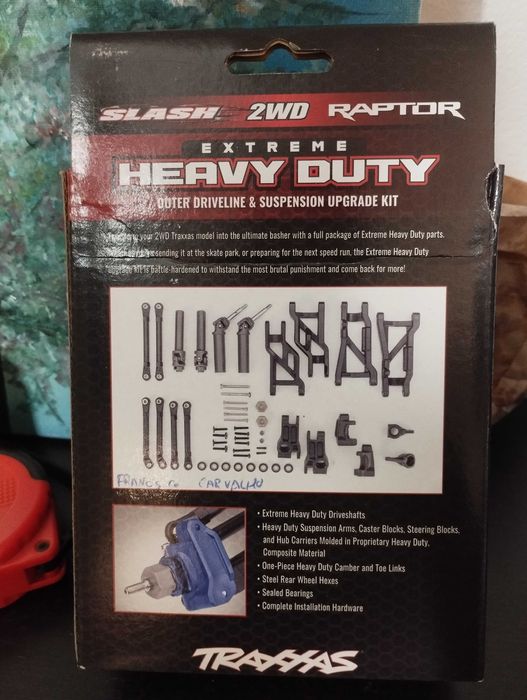 SLASH 2WD RAPTOR
EXTREME
HEAVY DUTY
OUTER DRIVELINE & SUSPENSION UPGRADE KIT
your 2WD Traxxas model into the ultimate basher with a full package of Extreme Heavy Duty parts.
sending it at the skate park, or preparing for the next speed run, the Extreme Heavy Duty
upgrade kit is battle-hardened to withstand the most brutal punishment and come back for more!
CARVALHO
• Extreme Heavy Duty Driveshafts
• Heavy Duty Suspension Arms, Caster Blocks, Steering Blocks,
and Hub Carriers Molded in Proprietary Heavy Duty,
Composite Material
• One-Piece Heavy Duty Camber and Toe Links
• Steel Rear Wheel Hexes
• Sealed Bearings
• Complete Installation Hardware
TRAXXAS